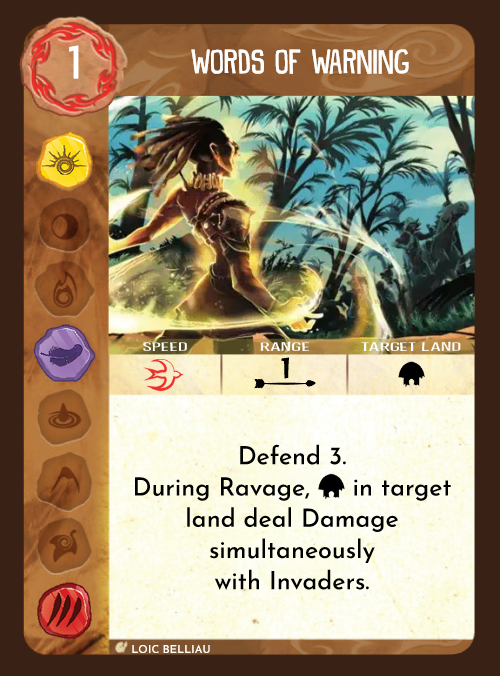 1
WORDS OF WARNING
SPEED
RANGE
TARGET LAND
1
Defend 3.
During Ravage, in target
land deal Damage
simultaneously
with Invaders.
LOIC BELLIAU